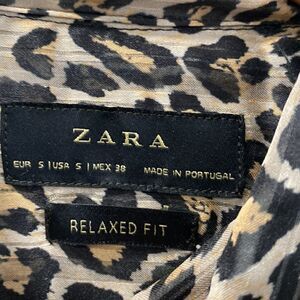 ZARA
EUR S | USA S | MEX 38 MADE IN PORTUGAL
RELAXED FIT